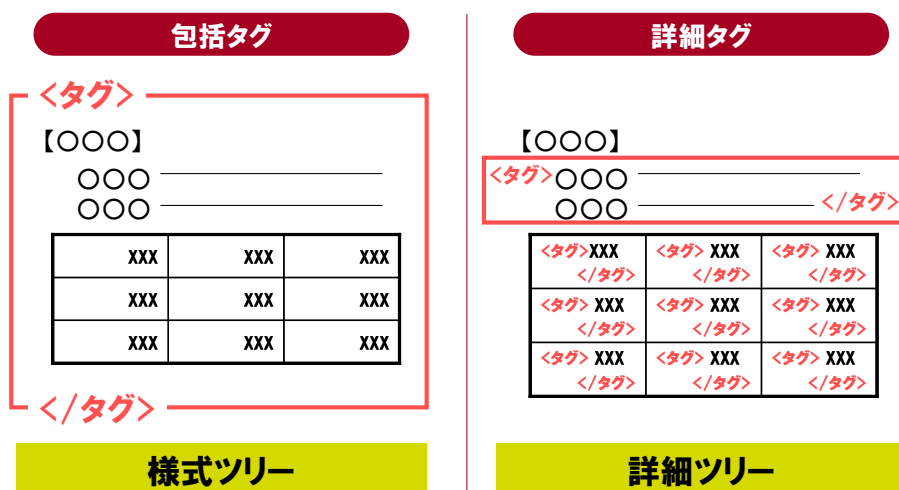 包括タグ
<タグ>
【○○○】
○○○
○○○
XXX XXX XXX
XXX XXX XXX
XXX XXX XXX
</タグ>
様式ツリー
詳細タグ
【○○○】
<タグ>○○○
○○○ </タグ>
<タグ>XXX <タグ> XXX <タグ> XXX
</タグ> </タグ> </タグ>
<タグ> XXX <タグ> XXX <タグ> XXX
</タグ> </タグ> </タグ>
<タグ> XXX <タグ> XXX <タグ> XXX
</タグ> </タグ> </タグ>
詳細ツリー